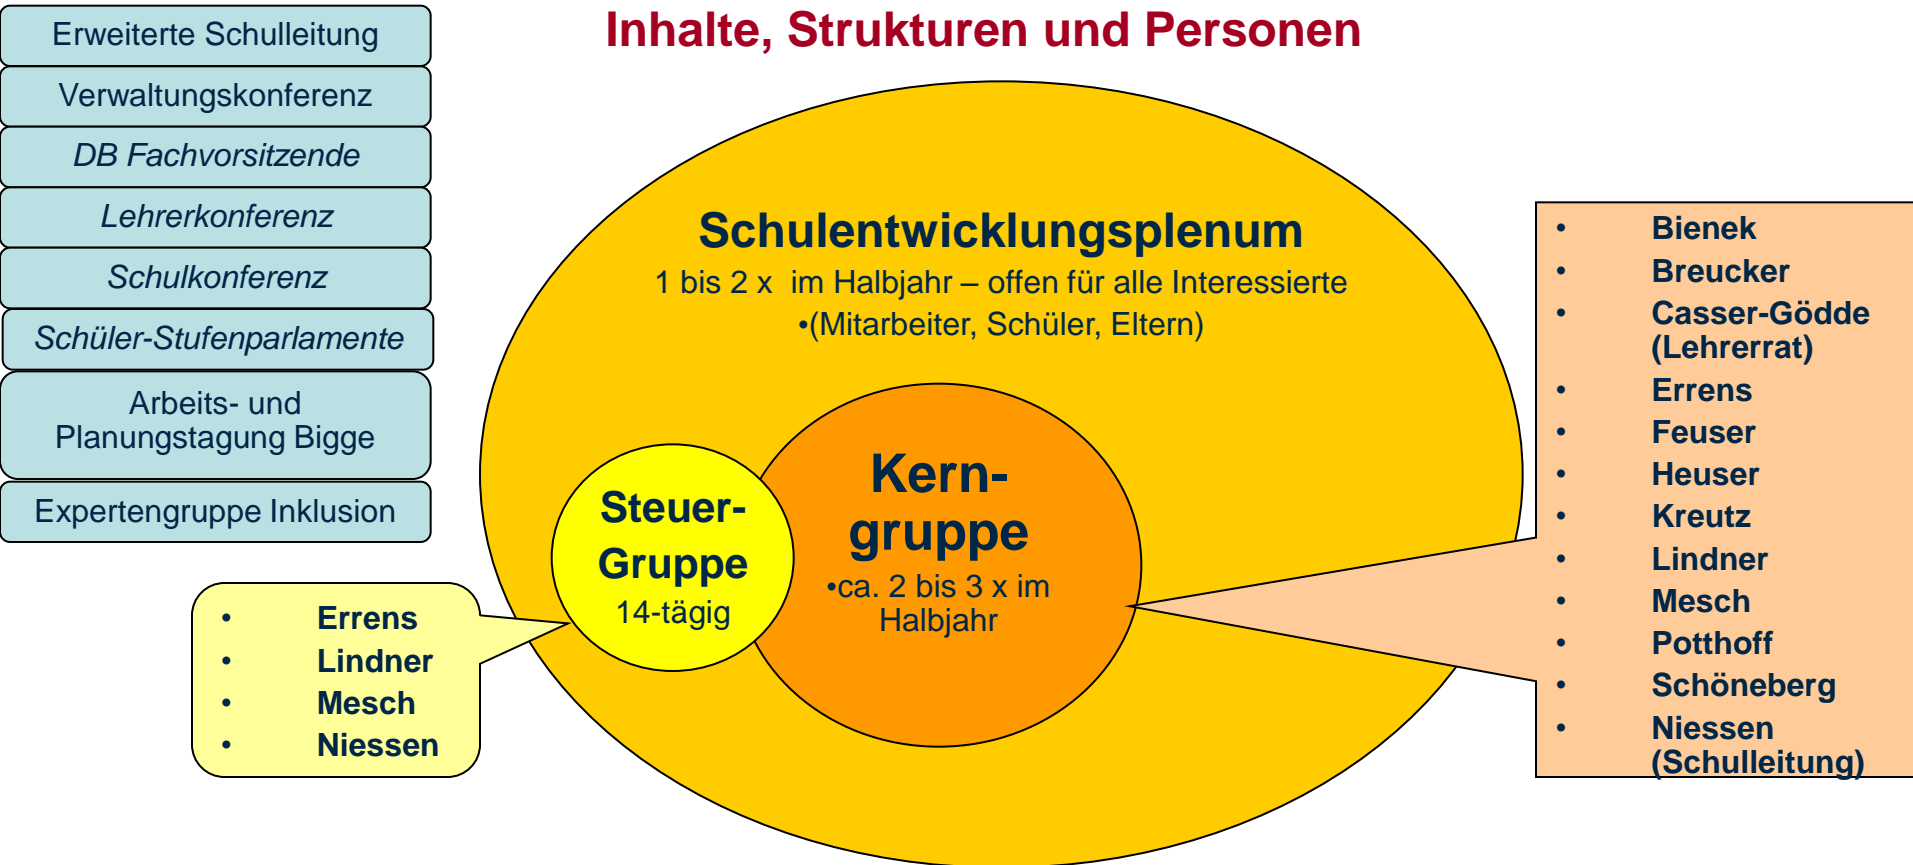 Inhalte, Strukturen und Personen
Erweiterte Schulleitung
Verwaltungskonferenz
DB Fachvorsitzende
Lehrerkonferenz
Schulkonferenz
Schüler-Stufenparlamente
Arbeits- und
Planungstagung Bigge
Expertengruppe Inklusion
Schulentwicklungsplenum
1 bis 2 x  im Halbjahr – offen für alle Interessierte
•(Mitarbeiter, Schüler, Eltern)
Steuer-
Gruppe
14-tägig
Kern-
gruppe
•ca. 2 bis 3 x im
Halbjahr
• Errens
• Lindner
• Mesch
• Niessen
• Bienek
• Breucker
• Casser-Gödde
(Lehrerrat)
• Errens
• Feuser
• Heuser
• Kreutz
• Lindner
• Mesch
• Potthoff
• Schöneberg
• Niessen
(Schulleitung)